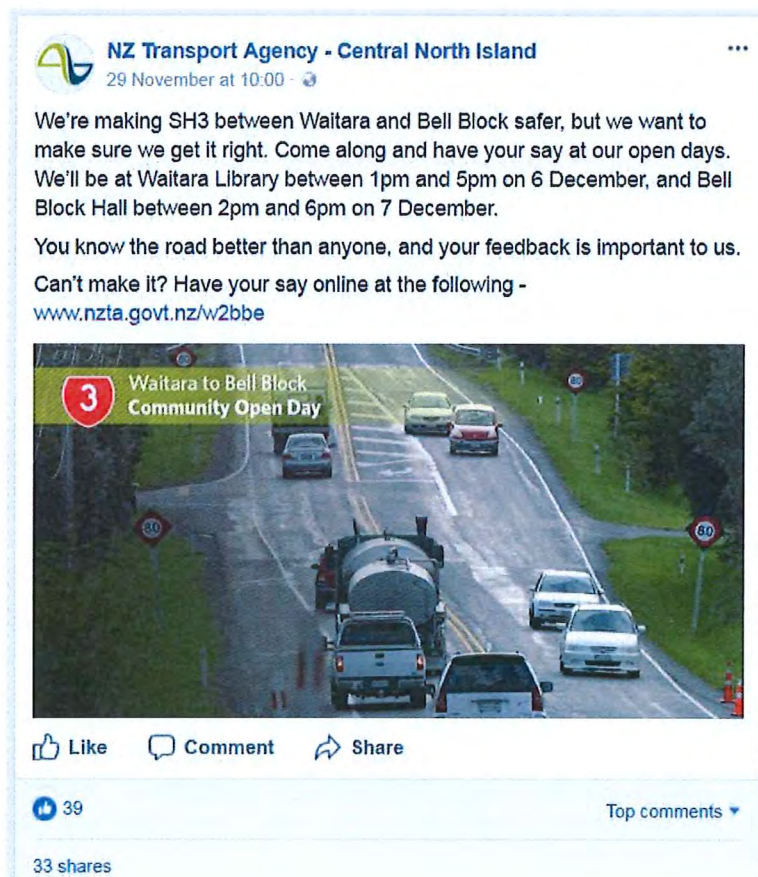 NZ Transport Agency - Central North Island
29 November at 10:00 ·
We're making SH3 between Waitara and Bell Block safer, but we want to
make sure we get it right. Come along and have your say at our open days.
We'll be at Waitara Library between 1pm and 5pm on 6 December, and Bell
Block Hall between 2pm and 6pm on 7 December.
You know the road better than anyone, and your feedback is important to us.
Can't make it? Have your say online at the following -
www.nzta.govt.nz/w2bbe
3
Waitara to Bell Block
Community Open Day
80
80
80
80
Like
Comment
Share
39
Top comments
33 shares